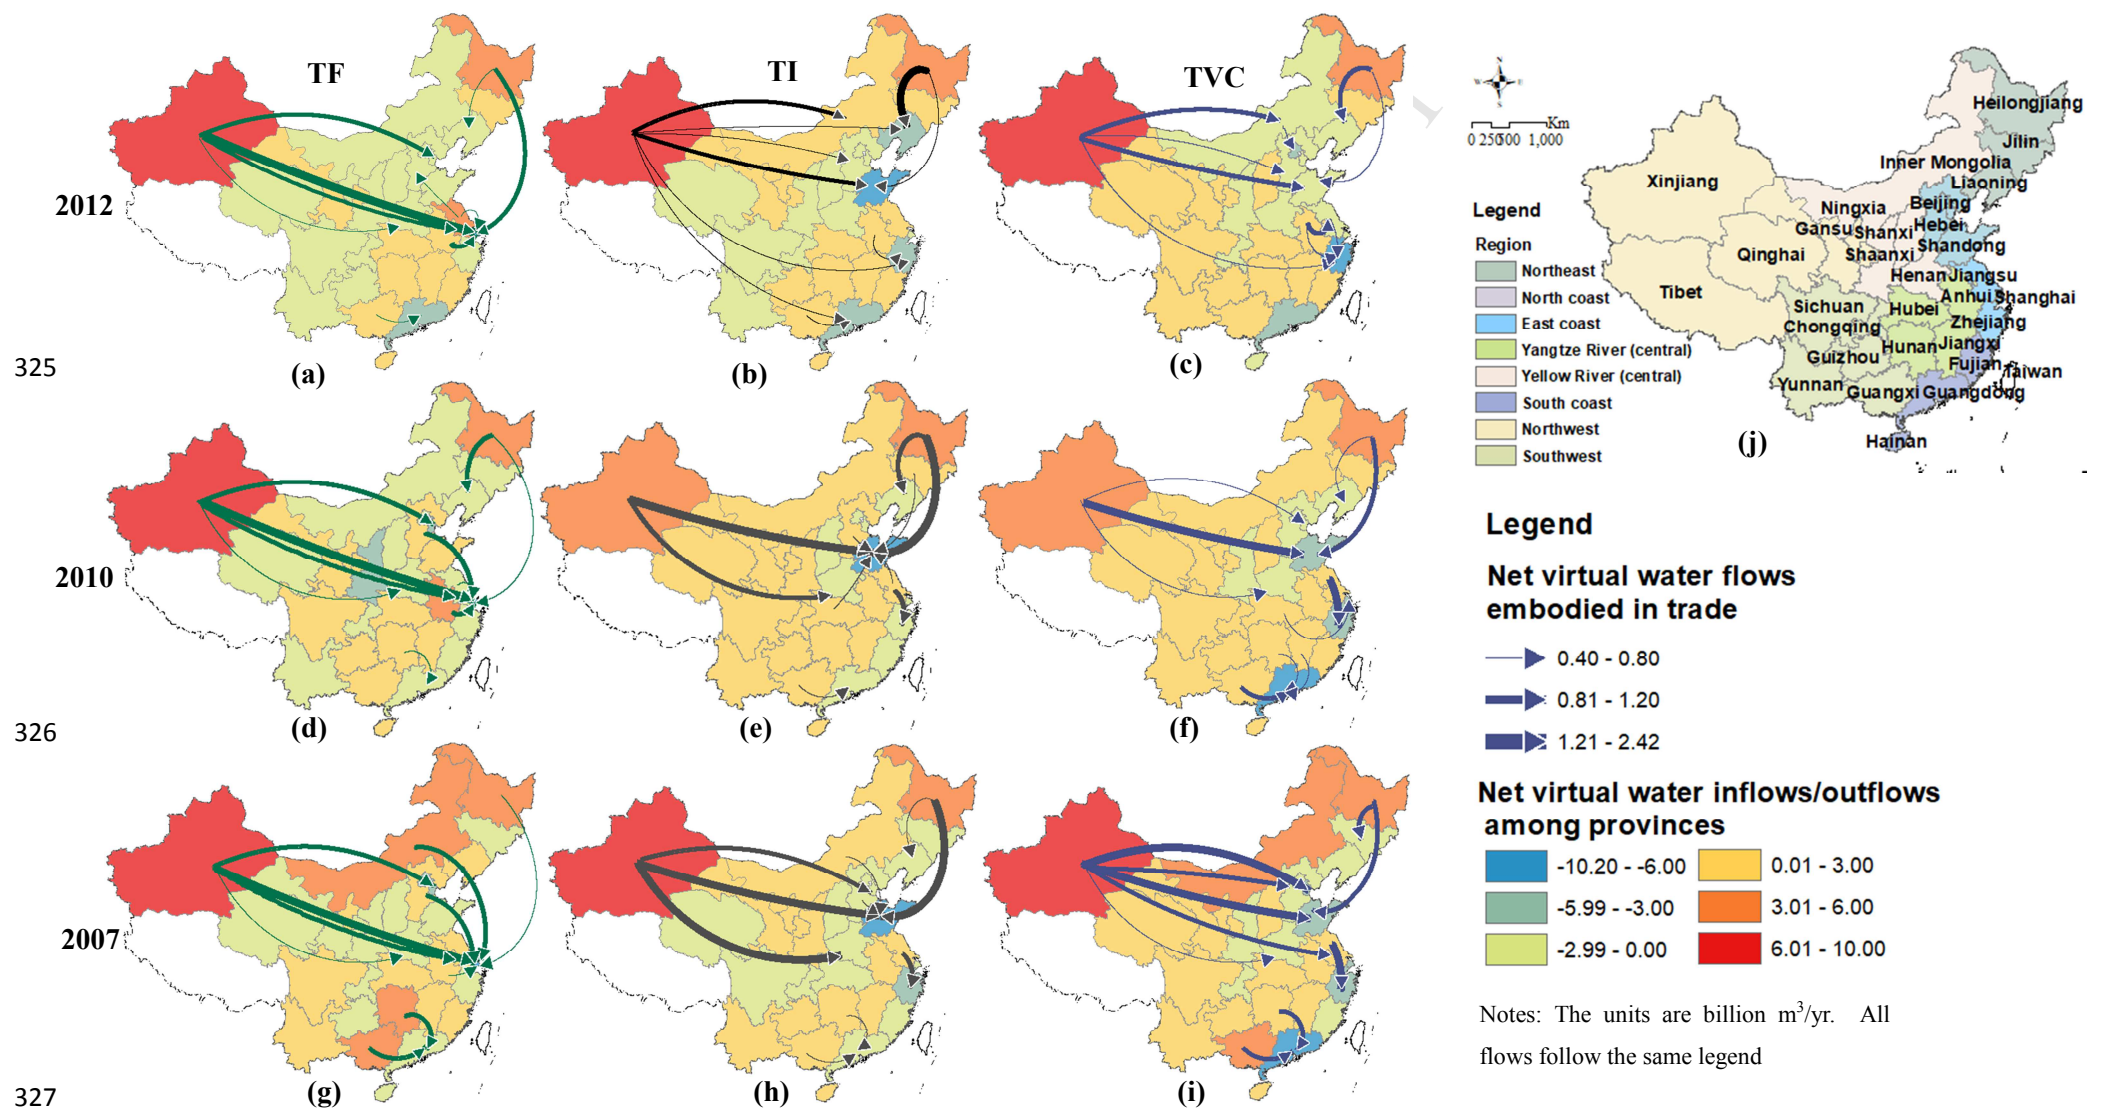 TF
TI
TVC
2012
325
(a)
(b)
(c)
2010
326
(d)
(e)
(f)
2007
327
(g)
(h)
(i)
N
W
E
S
Km
0 250500 1,000
Legend
Region
Northeast
North coast
East coast
Yangtze River (central)
Yellow River (central)
South coast
Northwest
Southwest
Heilongjiang
Jilin
Inner Mongolia
Liaoning
Xinjiang
Beijing
Ningxia
Hebei
Gansu
Shanxi
Shandong
Qinghai
Shaanxi
Henan
Jiangsu
Tibet
Anhui
Shanghai
Sichuan
Hubei
Chongqing
Zhejiang
Hunan
Jiangxi
Guizhou
Fujian
Taiwan
Yunnan
Guangxi
Guangdong
Hainan
(j)
Legend
Net virtual water flows
embodied in trade
0.40 - 0.80
0.81 - 1.20
1.21 - 2.42
Net virtual water inflows/outflows
among provinces
-10.20 - -6.00
0.01 - 3.00
-5.99 - -3.00
3.01 - 6.00
-2.99 - 0.00
6.01 - 10.00
Notes: The units are billion m³/yr. All
flows follow the same legend